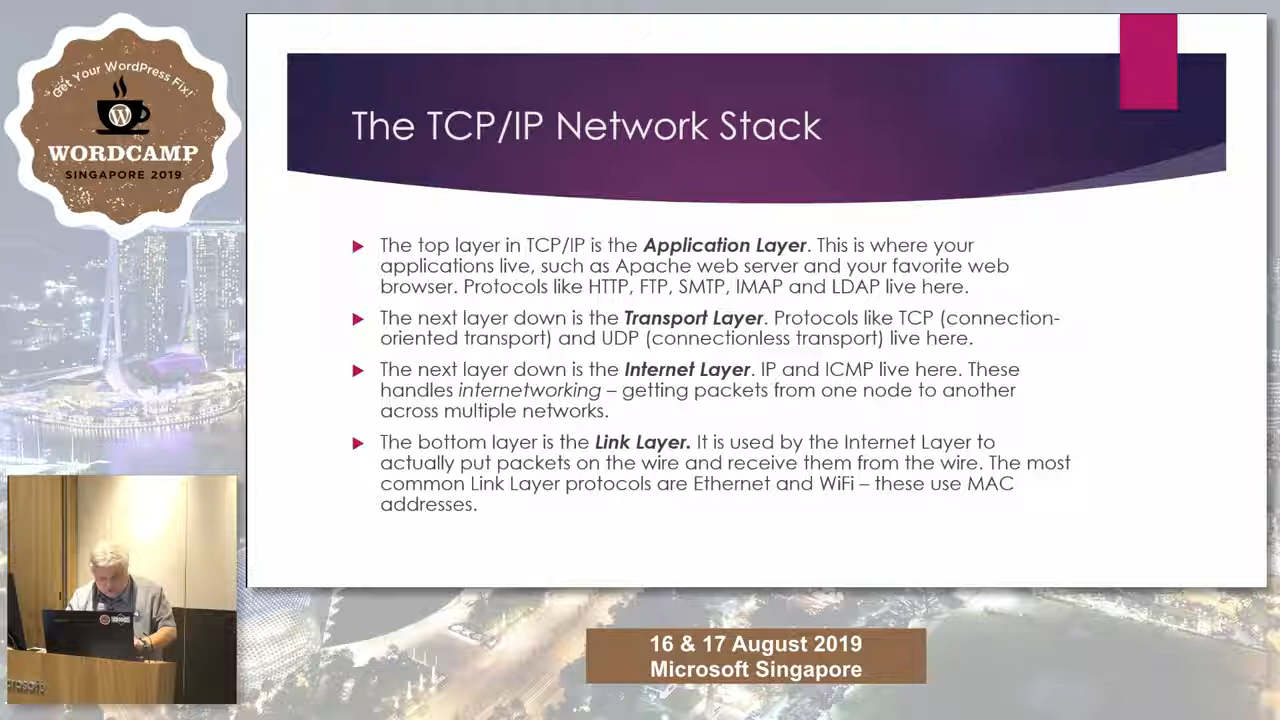 Get Your WordPress Fix!
W
WORDCAMP
SINGAPORE 2019
The TCP/IP Network Stack
The top layer in TCP/IP is the Application Layer. This is where your
applications live, such as Apache web server and your favorite web
browser. Protocols like HTTP, FTP, SMTP, IMAP and LDAP live here.
The next layer down is the Transport Layer. Protocols like TCP (connection-
oriented transport) and UDP (connectionless transport) live here.
The next layer down is the Internet Layer. IP and ICMP live here. These
handles internetworking – getting packets from one node to another
across multiple networks.
The bottom layer is the Link Layer. It is used by the Internet Layer to
actually put packets on the wire and receive them from the wire. The most
common Link Layer protocols are Ethernet and WiFi – these use MAC
addresses.
16 & 17 August 2019
Microsoft Singapore